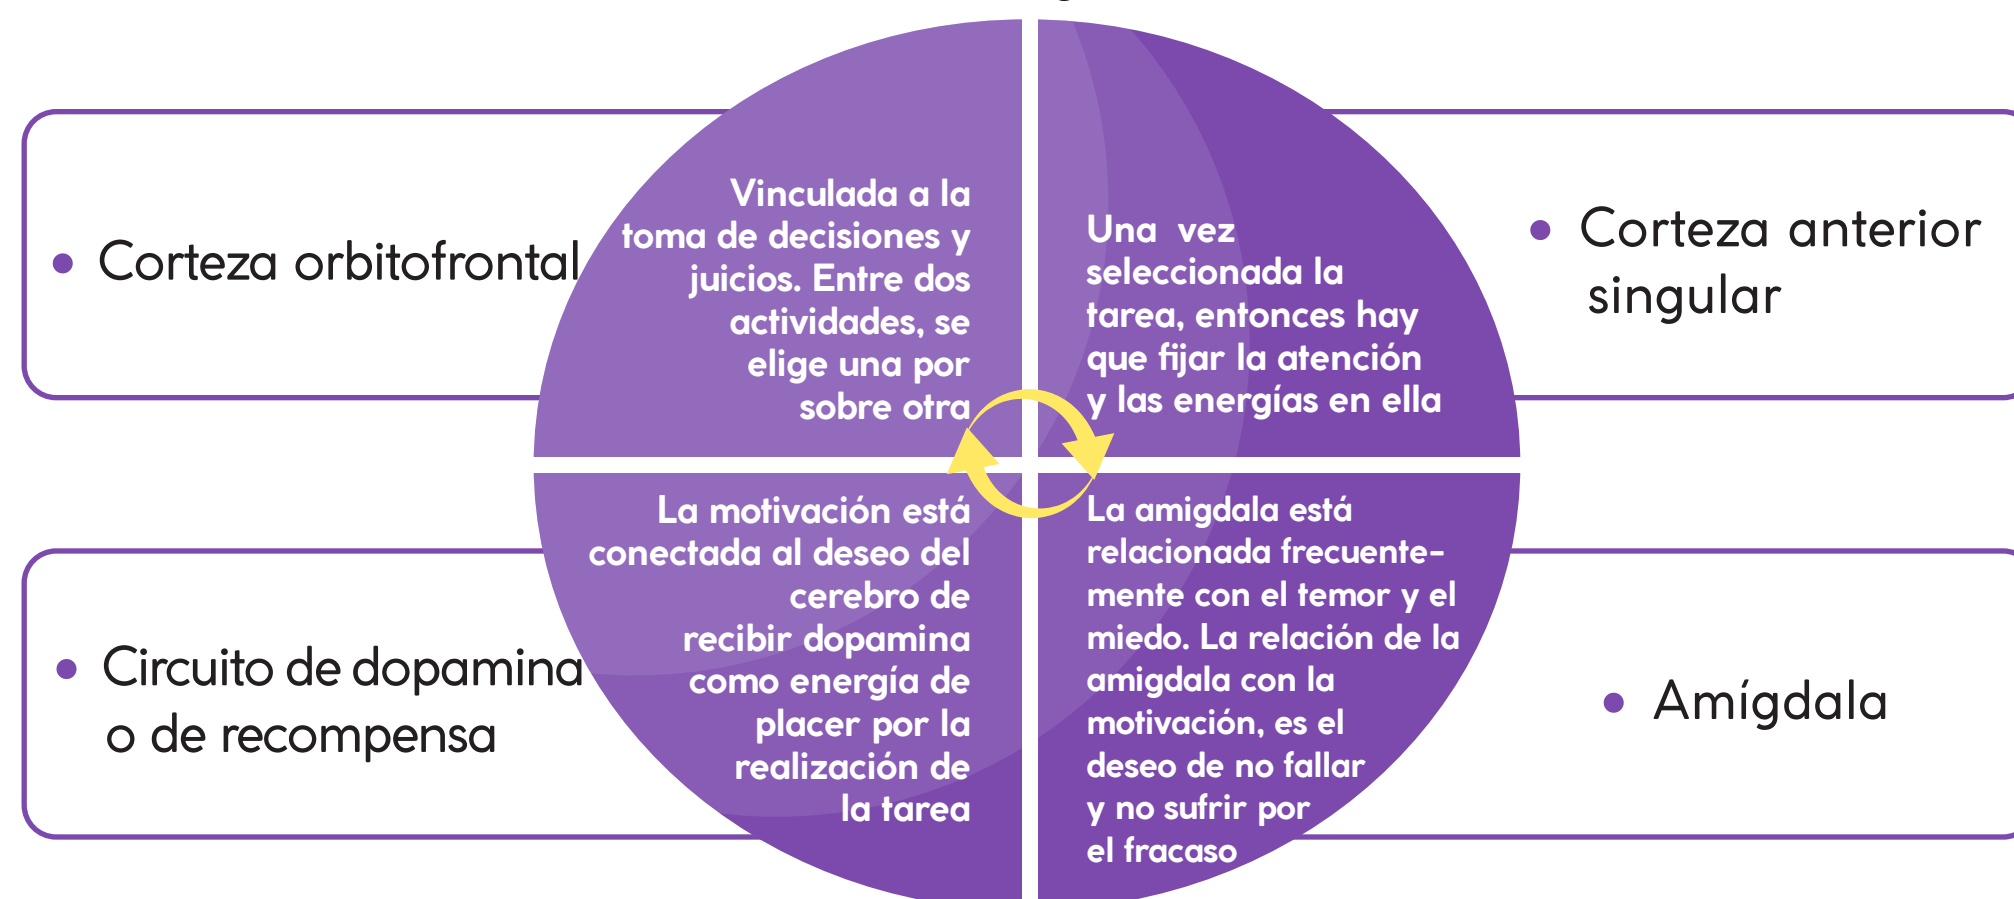 • Corteza orbitofrontal
Vinculada a la
toma de decisiones y
juicios. Entre dos
actividades, se
elige una por
sobre otra
Una vez
seleccionada la
tarea, entonces hay
que fijar la atención
y las energías en ella
• Corteza anterior
singular
• Circuito de dopamina
o de recompensa
La motivación está
conectada al deseo del
cerebro de
recibir dopamina
como energía de
placer por la
realización de
la tarea
La amigdala está
relacionada frecuente-
mente con el temor y el
miedo. La relación de la
amigdala con la
motivación, es el
deseo de no fallar
y no sufrir por
el fracaso
• Amígdala